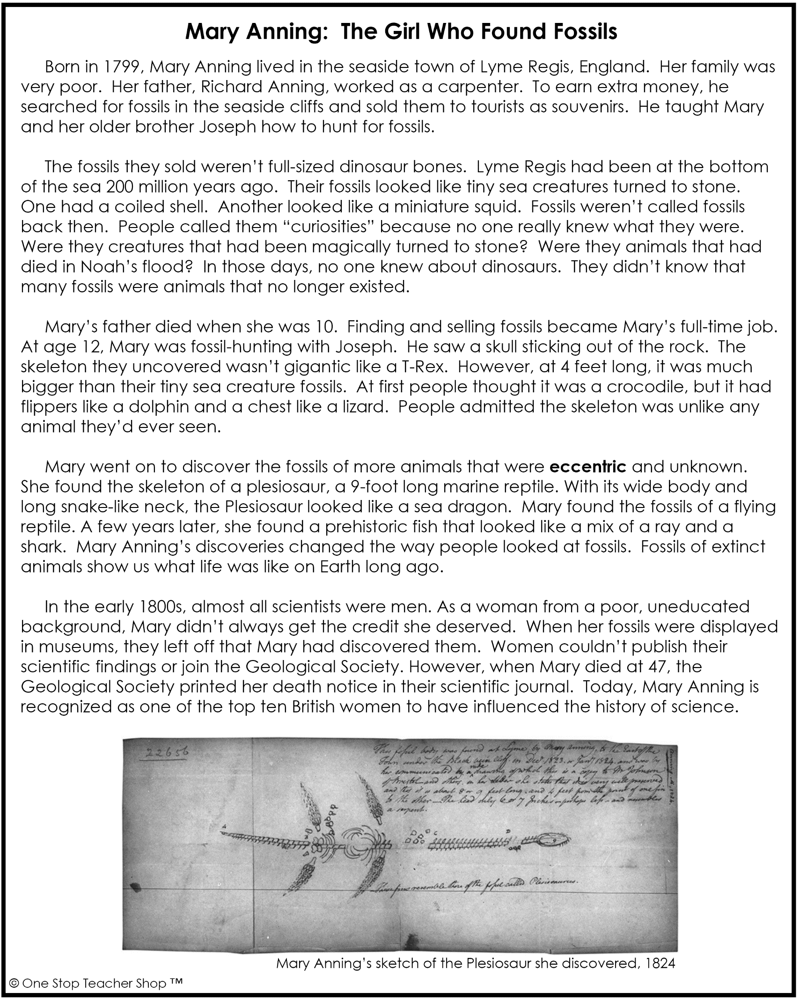 Mary Anning:  The Girl Who Found Fossils
Born in 1799, Mary Anning lived in the seaside town of Lyme Regis, England.  Her family was
very poor.  Her father, Richard Anning, worked as a carpenter.  To earn extra money, he
searched for fossils in the seaside cliffs and sold them to tourists as souvenirs.  He taught Mary
and her older brother Joseph how to hunt for fossils.
The fossils they sold weren't full-sized dinosaur bones.  Lyme Regis had been at the bottom
of the sea 200 million years ago.  Their fossils looked like tiny sea creatures turned to stone.
One had a coiled shell.  Another looked like a miniature squid.  Fossils weren't called fossils
back then.  People called them “curiosities” because no one really knew what they were.
Were they creatures that had been magically turned to stone?  Were they animals that had
died in Noah's flood?  In those days, no one knew about dinosaurs.  They didn't know that
many fossils were animals that no longer existed.
Mary's father died when she was 10.  Finding and selling fossils became Mary's full-time job.
At age 12, Mary was fossil-hunting with Joseph.  He saw a skull sticking out of the rock.  The
skeleton they uncovered wasn't gigantic like a T-Rex.  However, at 4 feet long, it was much
bigger than their tiny sea creature fossils.  At first people thought it was a crocodile, but it had
flippers like a dolphin and a chest like a lizard.  People admitted the skeleton was unlike any
animal they'd ever seen.
Mary went on to discover the fossils of more animals that were eccentric and unknown.
She found the skeleton of a plesiosaur, a 9-foot long marine reptile. With its wide body and
long snake-like neck, the Plesiosaur looked like a sea dragon.  Mary found the fossils of a flying
reptile. A few years later, she found a prehistoric fish that looked like a mix of a ray and a
shark.  Mary Anning's discoveries changed the way people looked at fossils.  Fossils of extinct
animals show us what life was like on Earth long ago.
In the early 1800s, almost all scientists were men. As a woman from a poor, uneducated
background, Mary didn't always get the credit she deserved.  When her fossils were displayed
in museums, they left off that Mary had discovered them.  Women couldn't publish their
scientific findings or join the Geological Society. However, when Mary died at 47, the
Geological Society printed her death notice in their scientific journal.  Today, Mary Anning is
recognized as one of the top ten British women to have influenced the history of science.
22656
This fossil body was found at Lyme, by Mary Anning, to the East of the
Town under the Black cliff in Decr 1823 or Jany 1824 and was by
her communicated by a rude drawing of which this is a copy to Mr Johnson
of Bristol and others. in her letter she states that it is very well preserved
and that it is about 8 or 9 feet long, and 4 feet from the point of one fin
to the other — The head only 6 or 7 Inches — perhaps less — and resembles
a serpent.
A
C
D
These fins resemble those of the fossil called Plesiosaurus.
Mary Anning's sketch of the Plesiosaur she discovered, 1824
© One Stop Teacher Shop ™